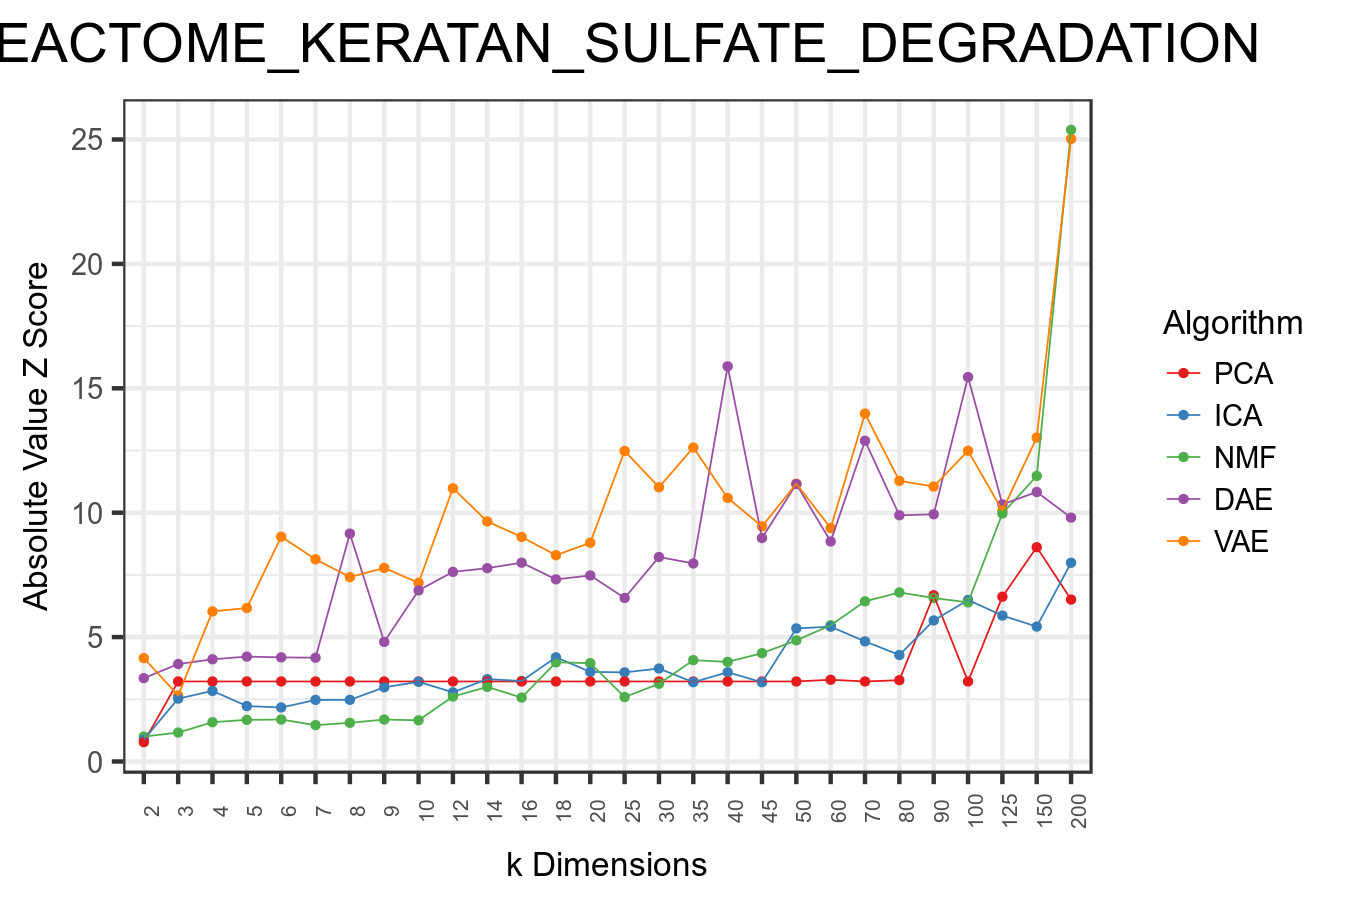 EACTOME_KERATAN_SULFATE_DEGRADATION
25
20
15
10
5
0
Absolute Value Z Score
2 3 4 5 6 7 8 9 10 12 14 16 18 20 25 30 35 40 45 50 60 70 80 90 100 125 150 200
k Dimensions
Algorithm
PCA
ICA
NMF
DAE
VAE